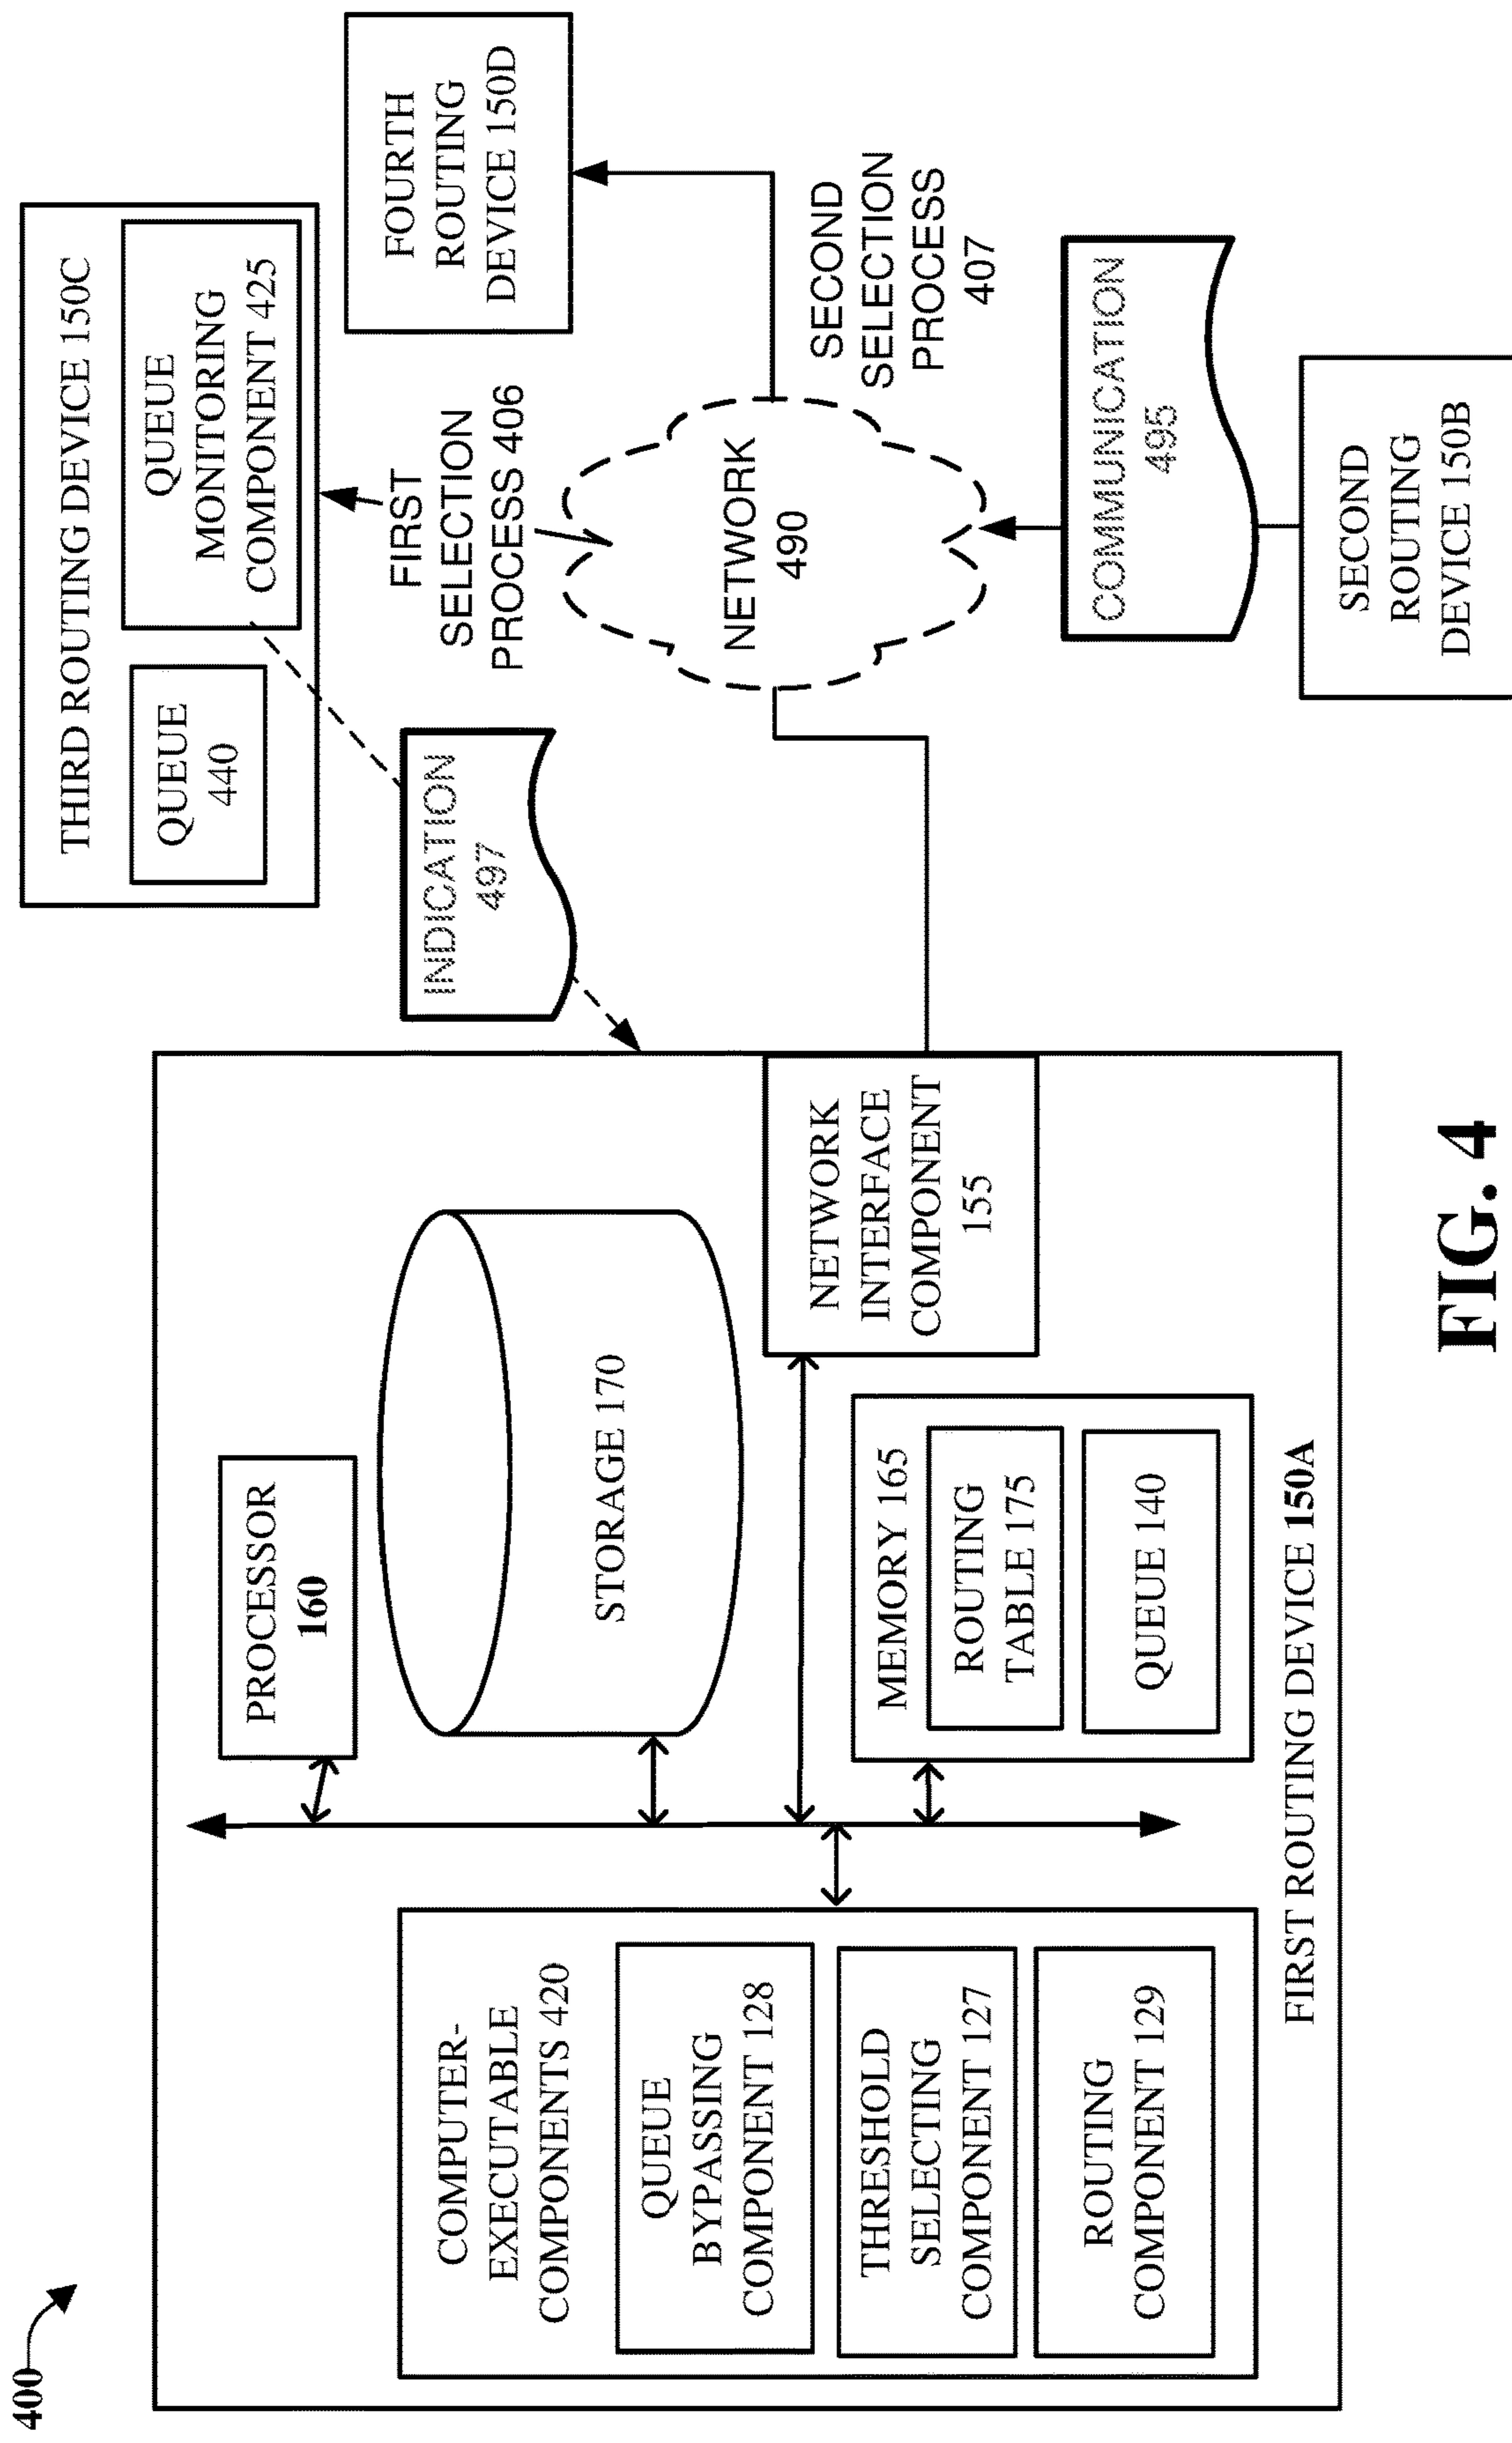 400
COMPUTER-
EXECUTABLE
COMPONENTS 420
QUEUE
BYPASSING
COMPONENT 128
THRESHOLD
SELECTING
COMPONENT 127
ROUTING
COMPONENT 129
PROCESSOR
160
STORAGE 170
MEMORY 165
ROUTING
TABLE 175
QUEUE 140
NETWORK
INTERFACE
COMPONENT
155
FIRST ROUTING DEVICE 150A
THIRD ROUTING DEVICE 150C
QUEUE
440
QUEUE
MONITORING
COMPONENT 425
INDICATION
497
FIRST
SELECTION
PROCESS 406
NETWORK
490
FOURTH
ROUTING
DEVICE 150D
SECOND
SELECTION
PROCESS
407
COMMUNICATION
495
SECOND
ROUTING
DEVICE 150B
FIG. 4